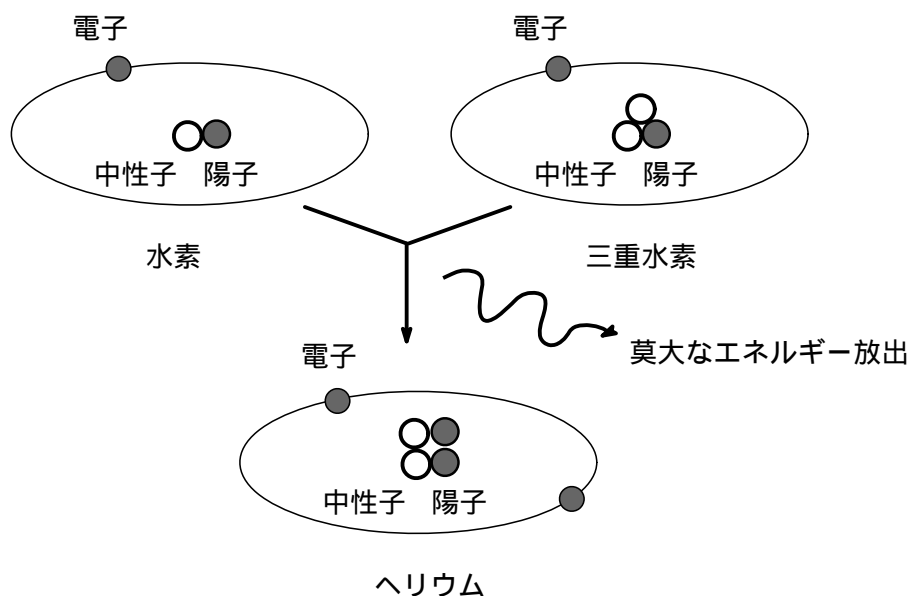 電子
電子
中性子 陽子
中性子 陽子
水素
三重水素
莫大なエネルギー放出
電子
中性子 陽子
ヘリウム